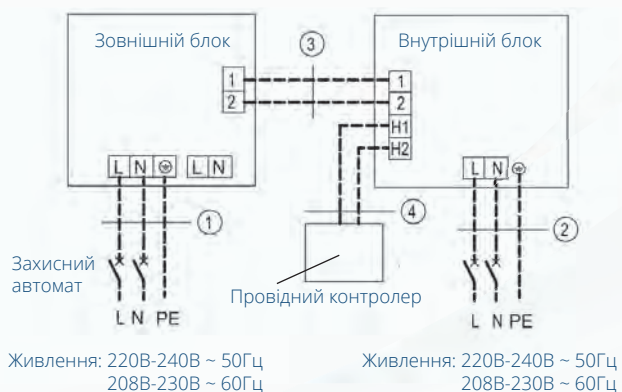 Зовнішній блок
Внутрішній блок
3
1
2
1
2
H1
H2
L N
L N
L N
1
4
2
Захисний
автомат
Провідний контролер
L N PE
L N PE
Живлення: 220В-240В ~ 50Гц
208В-230В ~ 60Гц
Живлення: 220В-240В ~ 50Гц
208В-230В ~ 60Гц